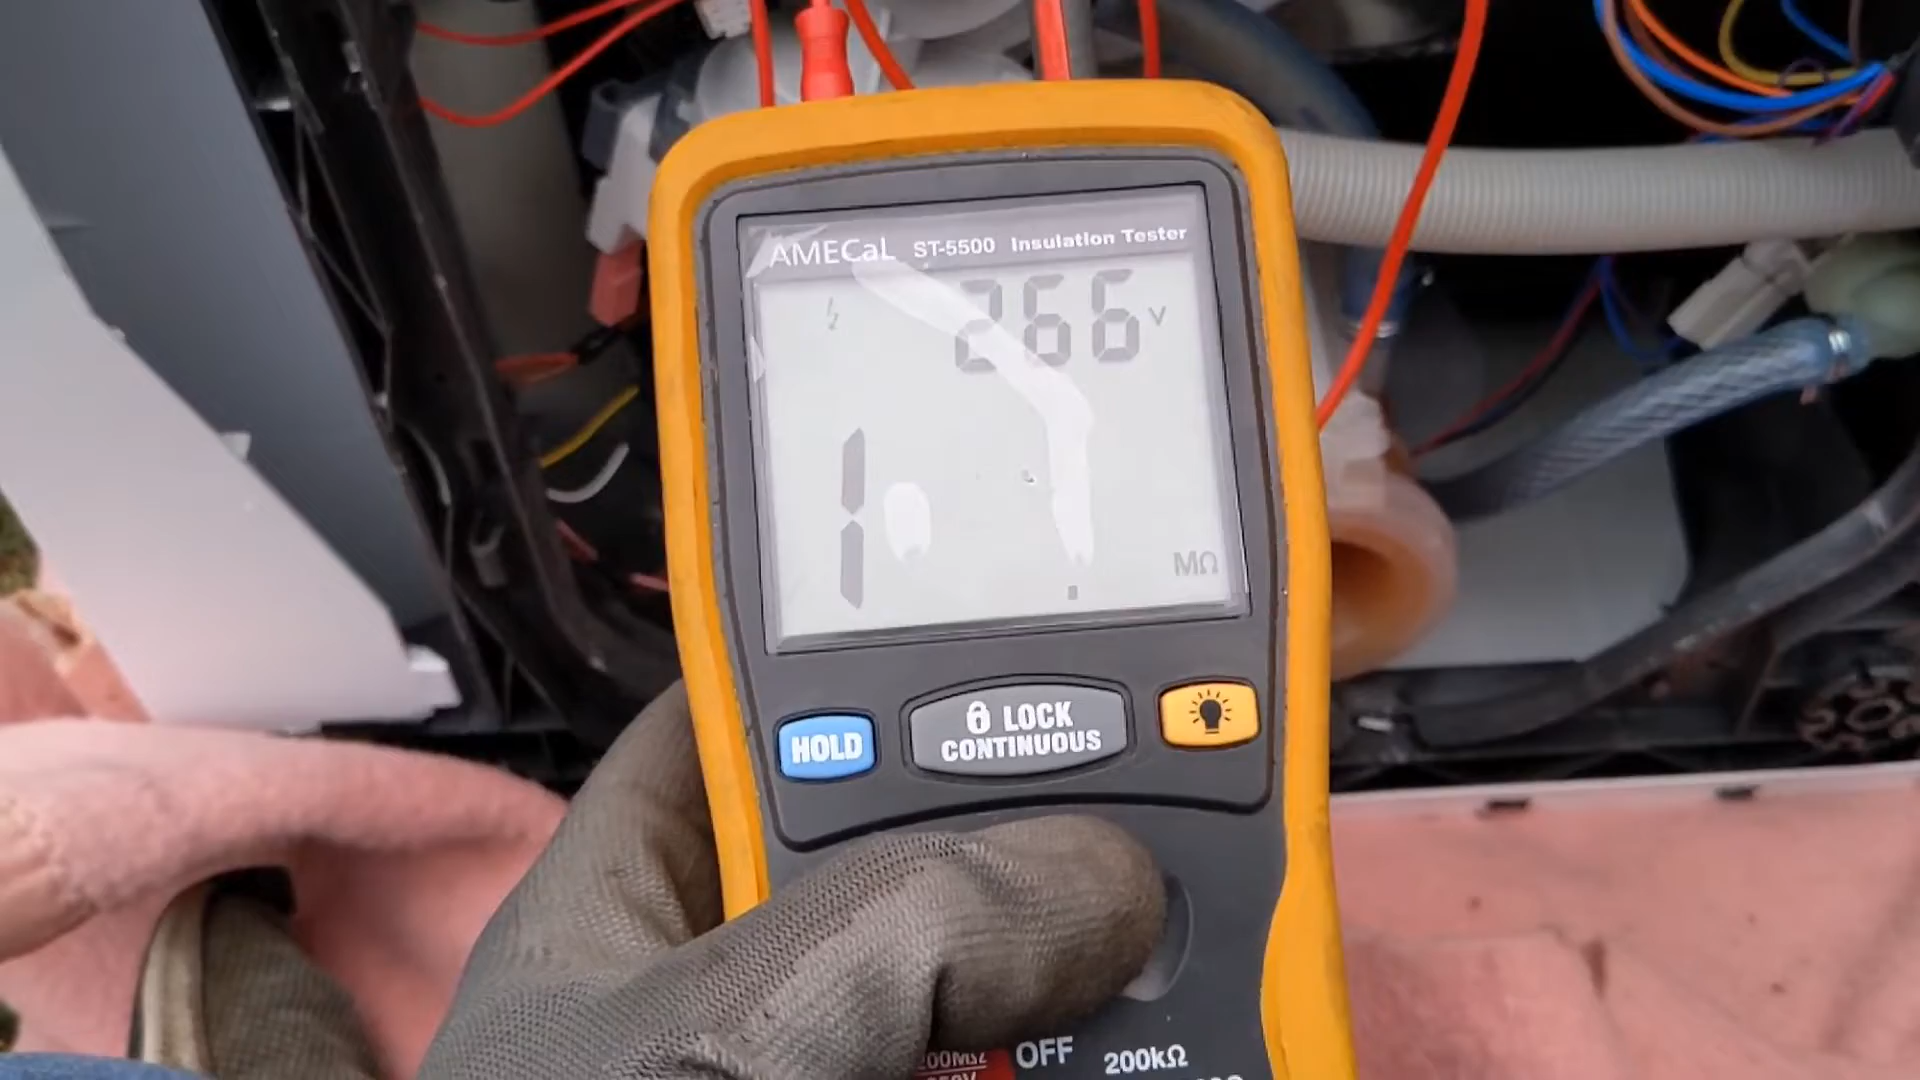 AMECaL ST-5500 Insulation Tester
266 V
1 .
MΩ
HOLD
LOCK
CONTINUOUS
OFF 200kΩ